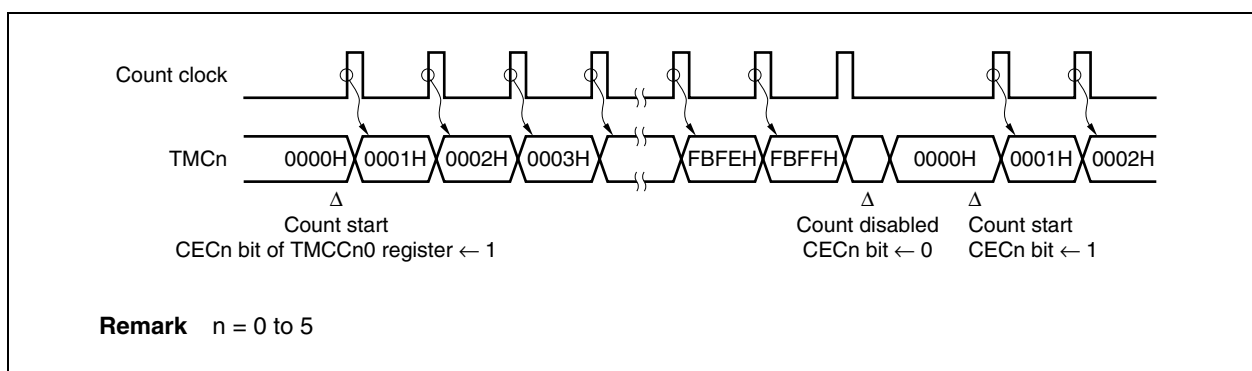 Count clock
TMCn 0000H 0001H 0002H 0003H FBFEH FBFFH 0000H 0001H 0002H
Δ Δ Δ
Count start Count disabled Count start
CECn bit of TMCCn0 register ← 1 CECn bit ← 0 CECn bit ← 1
Remark n = 0 to 5